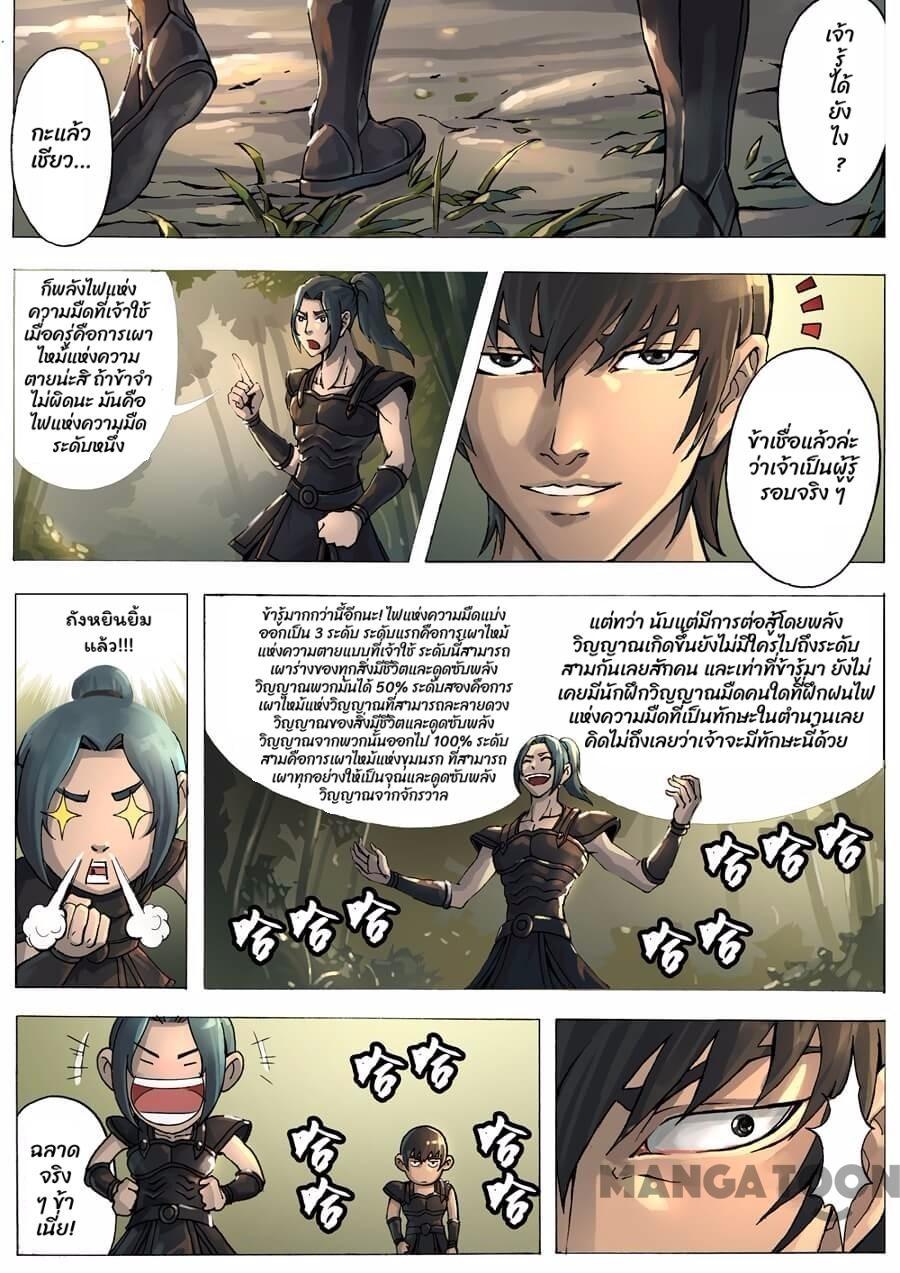 เจ้า
รู้
ได้
ยัง
ไง
?
กะแล้ว
เชียว...
ก็พลังไฟแห่ง
ความมืดที่เจ้าใช้
เมื่อครู่คือการเผา
ไหม้แห่งความ
ตายน่ะสิ ถ้าข้าจำ
ไม่ผิดนะ มันคือ
ไฟแห่งความมืด
ระดับหนึ่ง
ข้าเชื่อแล้วล่ะ
ว่าเจ้าเป็นผู้รู้
รอบจริง ๆ
ถังหยินยิ้ม
แล้ว!!!
ข้ารู้มากกว่านี้อีกนะ! ไฟแห่งความมืดแบ่ง
ออกเป็น 3 ระดับ ระดับแรกคือการเผาไหม้
แห่งความตายแบบที่เจ้าใช้ ระดับนี้สามารถ
เผาร่างของทุกสิ่งมีชีวิตและดูดซับพลัง
วิญญาณพวกมันได้ 50% ระดับสองคือการ
เผาไหม้แห่งวิญญาณที่สามารถละลายดวง
วิญญาณของสิ่งมีชีวิตและดูดซับพลัง
วิญญาณจากพวกนั้นออกไป 100% ระดับ
สามคือการเผาไหม้แห่งขุมนรก ที่สามารถ
เผาทุกอย่างให้เป็นจุณและดูดซับพลัง
วิญญาณจากจักรวาล
แต่ทว่า นับแต่มีการต่อสู้โดยพลัง
วิญญาณเกิดขึ้นยังไม่มีใครไปถึงระดับ
สามกันเลยสักคน และเท่าที่ข้ารู้มา ยังไม่
เคยมีนักฝึกวิญญาณมืดคนใดที่ฝึกฝนไฟ
แห่งความมืดที่เป็นทักษะในตำนานเลย
คิดไม่ถึงเลยว่าเจ้าจะมีทักษะนี้ด้วย
哈哈哈
哈哈哈
哈哈
哈哈
哈哈
哈哈
ฉลาด
จริง
ๆ ข้า
เนี่ย!
MANGATOON